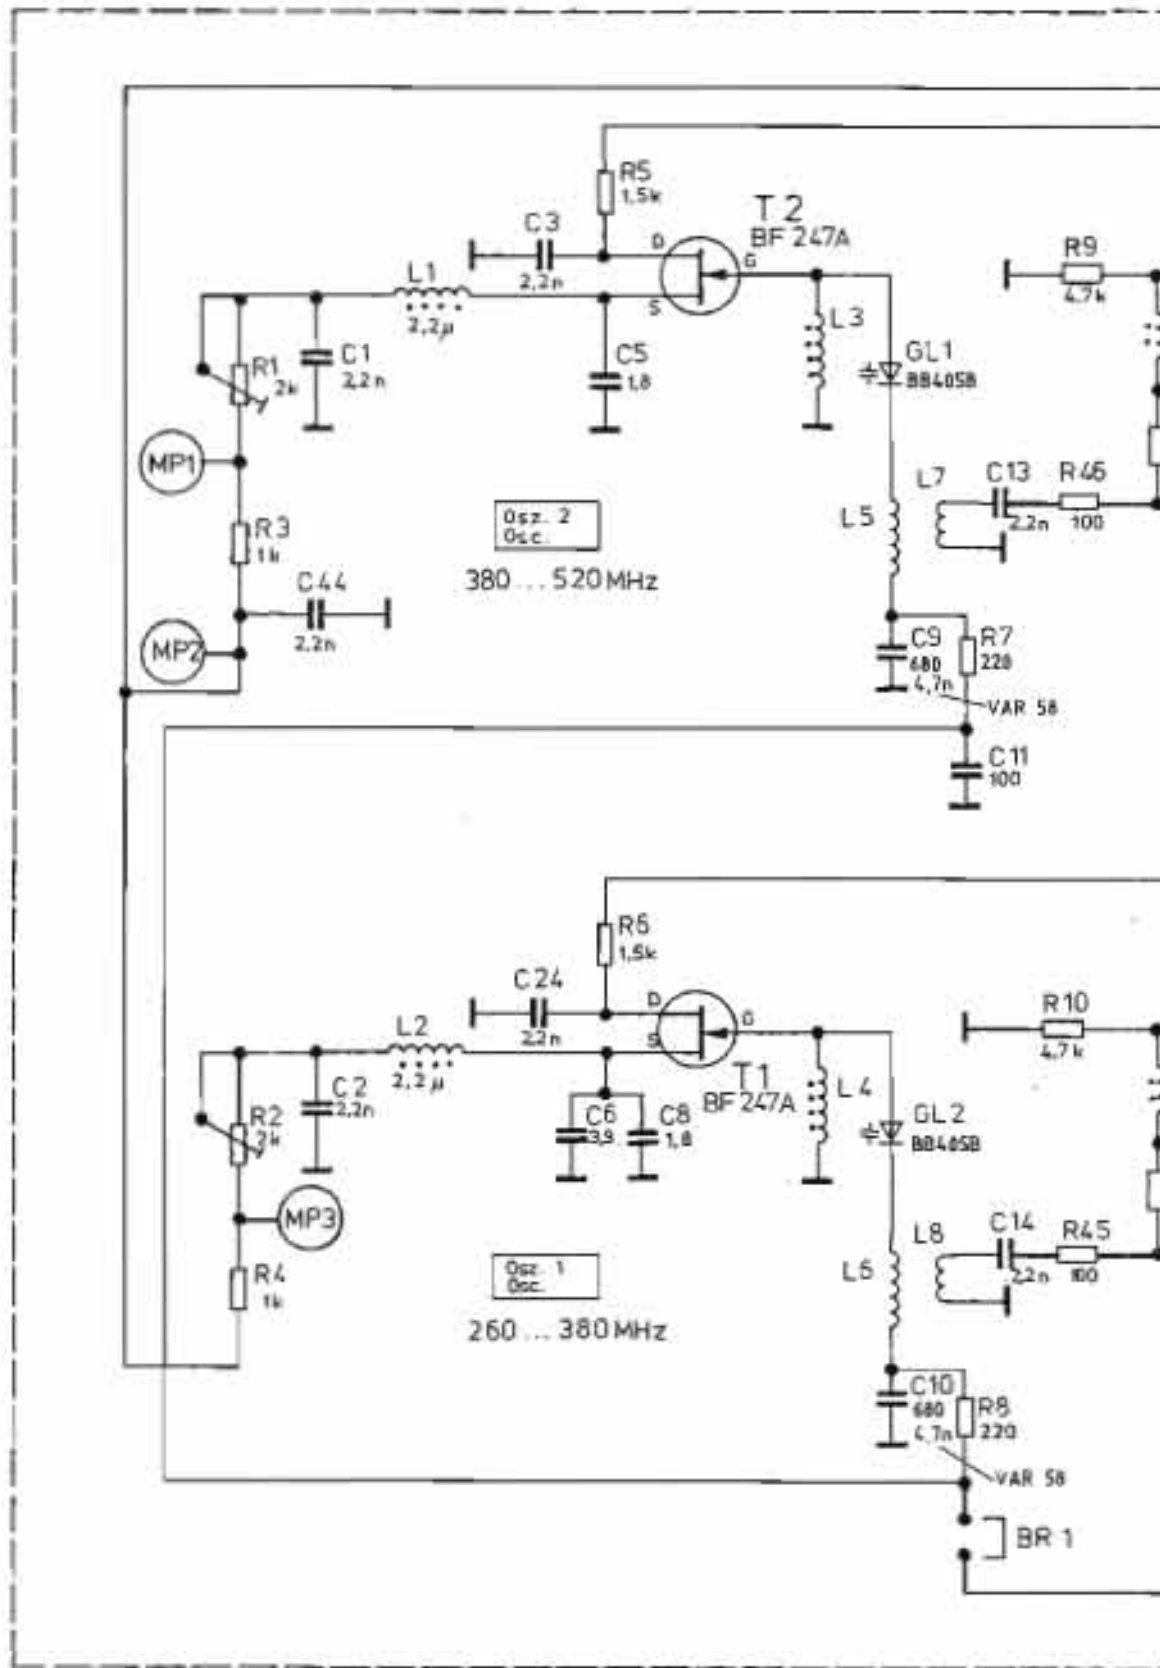 R5
1,5k
T2
BF 247A
C3
2,2n
D
G
S
R9
4,7k
L1
2,2µ
L3
C1
2,2n
C5
1,8
GL1
BB405B
R1
2k
MP1
L7
C13
2,2n
R46
100
L5
R3
1k
Osz. 2
Osc.
380 ... 520 MHz
C44
2,2n
MP2
C9
680
4,7n
R7
220
VAR 58
C11
100
R6
1,5k
C24
2,2n
D
G
S
R10
4,7k
L2
2,2µ
T1
BF 247A
L4
C2
2,2n
R2
2k
C6
3,9
C8
1,8
GL2
BB405B
MP3
L8
C14
2,2n
R45
100
L6
R4
1k
Osz. 1
Osc.
260 ... 380 MHz
C10
680
4,7n
R8
220
VAR 58
BR 1